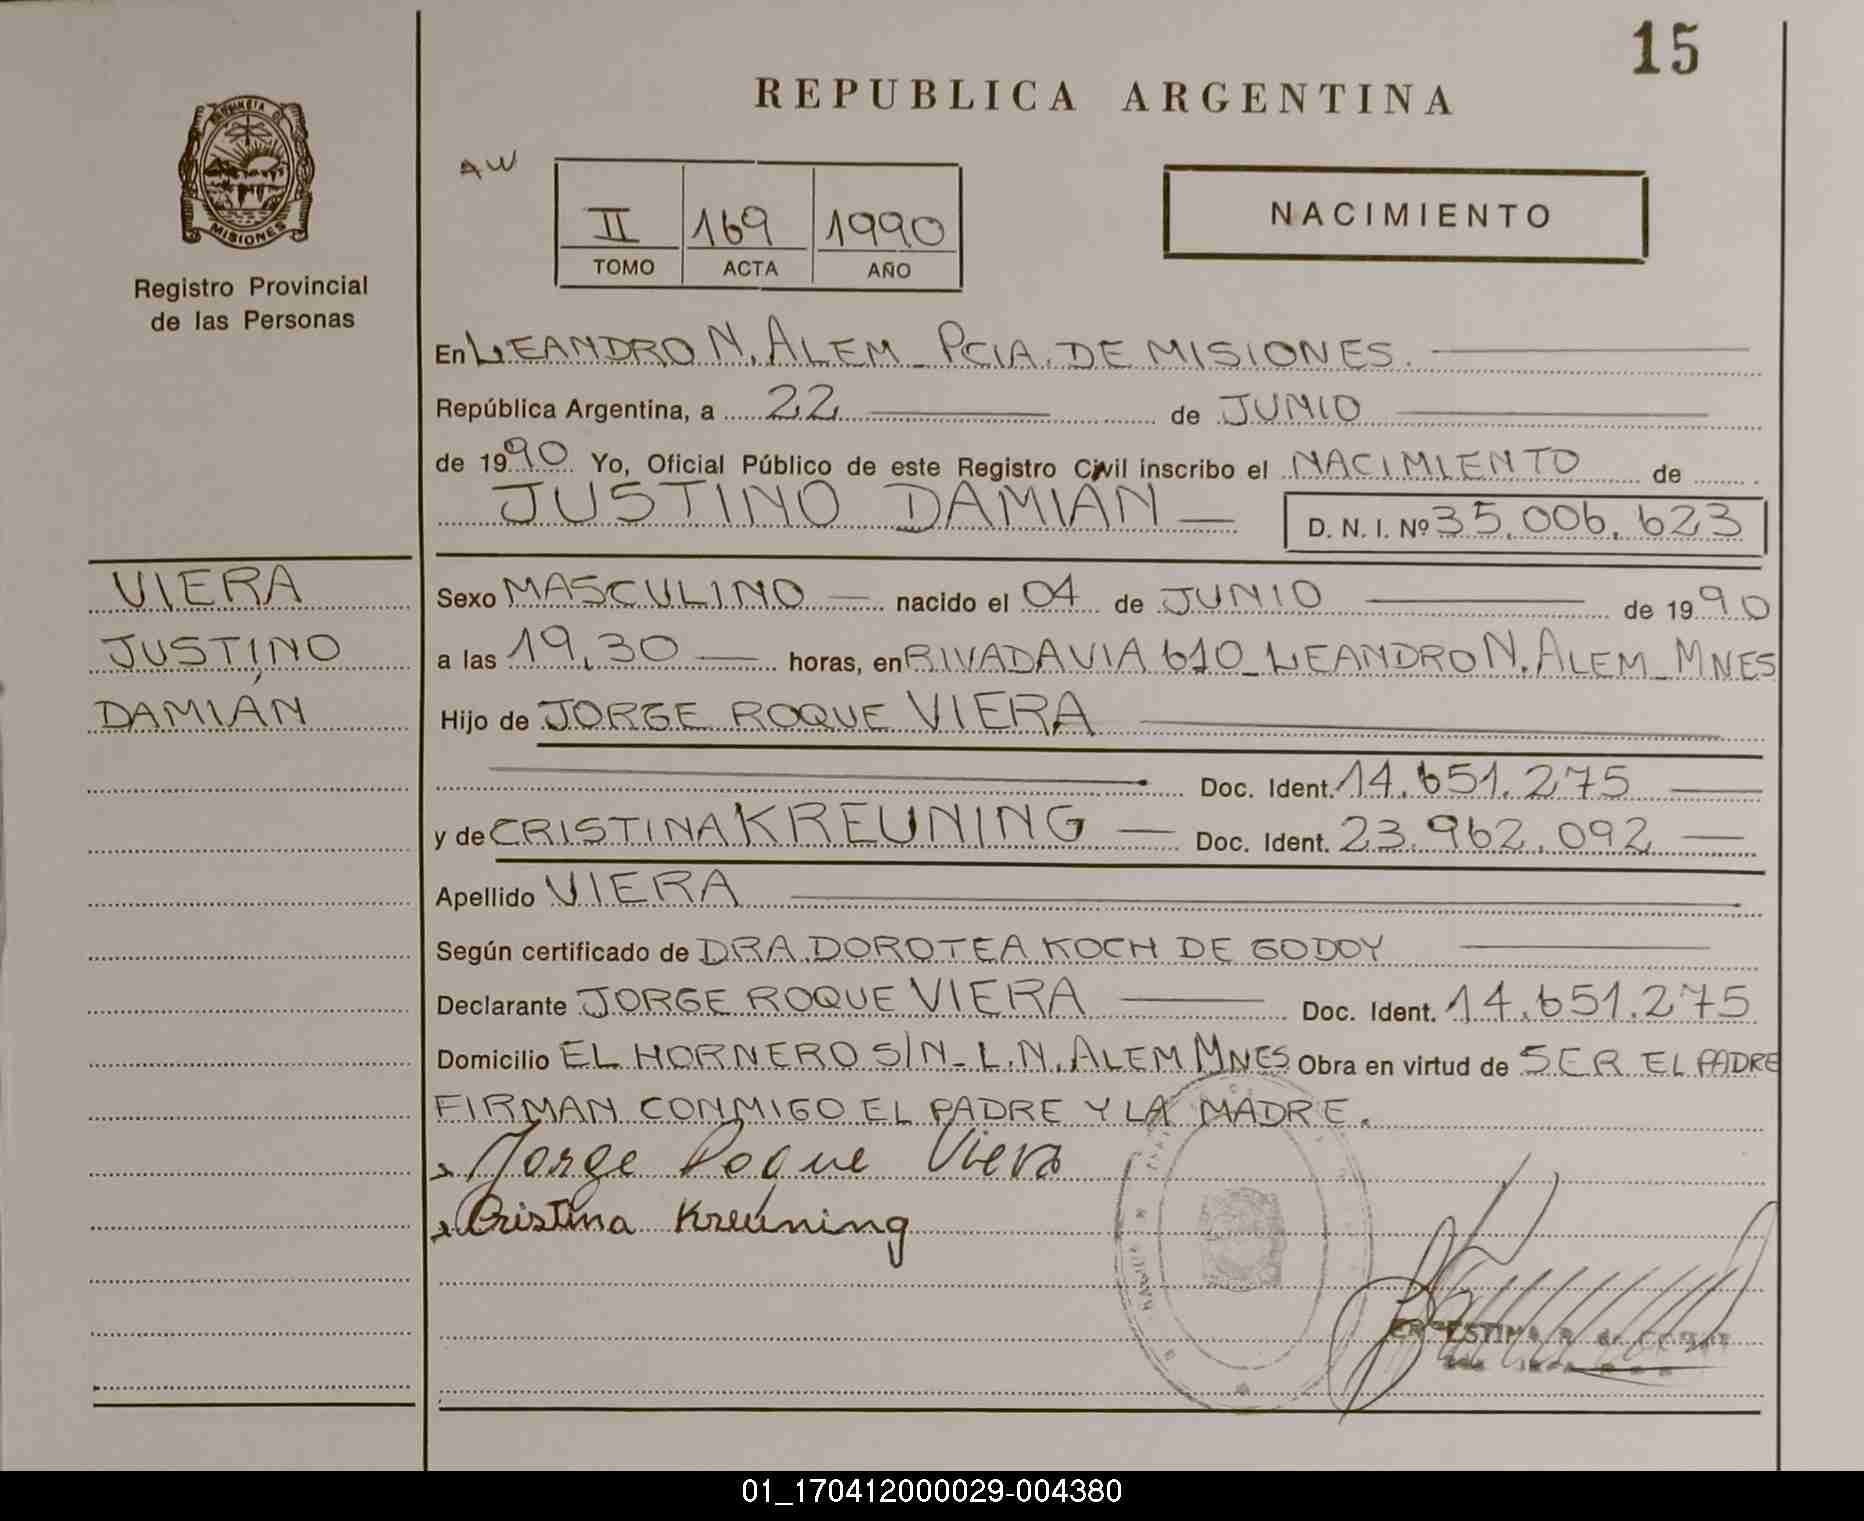 15
REPUBLICA ARGENTINA
PROVINCIA DE
MISIONES
Registro Provincial
de las Personas
AW
II 169 1990
TOMO ACTA AÑO
NACIMIENTO
En LEANDRO N. ALEM - PCIA. DE MISIONES.
República Argentina, a 22 de JUNIO
de 1990 Yo, Oficial Público de este Registro Civil inscribo el NACIMIENTO de
JUSTINO DAMIÁN D. N. I. Nº 35.006.623
VIERA
JUSTINO
DAMIÁN
Sexo MASCULINO nacido el 04 de JUNIO de 1990
a las 19,30 horas, en RIVADAVIA 610 - LEANDRO N. ALEM - MNES
Hijo de JORGE ROQUE VIERA
Doc. Ident. 14.651.275
y de CRISTINA KREUNING Doc. Ident. 23.962.092
Apellido VIERA
Según certificado de DRA. DOROTEA KOCH DE GODOY
Declarante JORGE ROQUE VIERA Doc. Ident. 14.651.275
Domicilio EL HORNERO S/N - L.N. ALEM MNES Obra en virtud de SER EL PADRE
FIRMAN CONMIGO EL PADRE Y LA MADRE.
Jorge Roque Viera
Cristina Kreuning
01_170412000029-004380